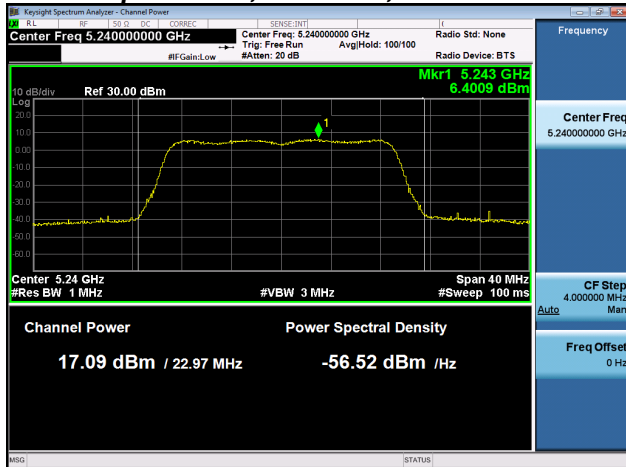 Keysight Spectrum Analyzer - Channel Power
RL RF 50 Ω DC CORREC SENSE:INT
Center Freq 5.240000000 GHz
Center Freq: 5.240000000 GHz
Radio Std: None
Trig: Free Run Avg|Hold: 100/100
#IFGain:Low #Atten: 20 dB
Radio Device: BTS
Mkr1 5.243 GHz
6.4009 dBm
10 dB/div Ref 30.00 dBm
Log
20.0
10.0
0.00
-10.0
-20.0
-30.0
-40.0
-50.0
-60.0
1
Center 5.24 GHz Span 40 MHz
#Res BW 1 MHz #VBW 3 MHz #Sweep 100 ms
Channel Power Power Spectral Density
17.09 dBm / 22.97 MHz -56.52 dBm /Hz
MSG STATUS
Frequency
Center Freq
5.240000000 GHz
CF Step
4.000000 MHz
Auto Man
Freq Offset
0 Hz